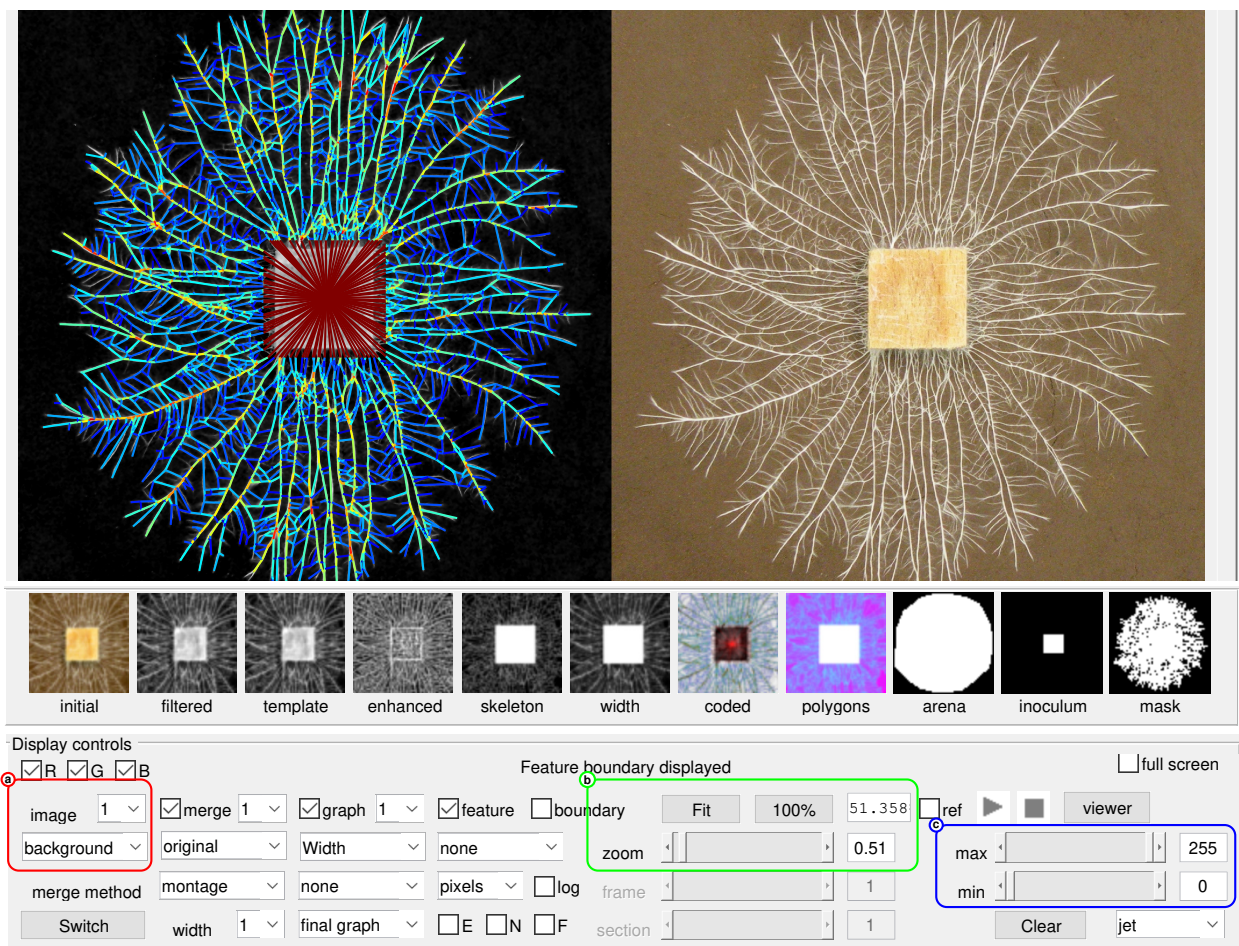 initial filtered template enhanced skeleton width coded polygons arena inoculum mask
Display controls
R G B Feature boundary displayed full screen
a b
image 1 merge 1 graph 1 feature boundary Fit 100% 51.358 ref viewer
c
background original Width none zoom 0.51 max 255
merge method montage none pixels log frame 1 min 0
Switch width 1 final graph E N F section 1 Clear jet